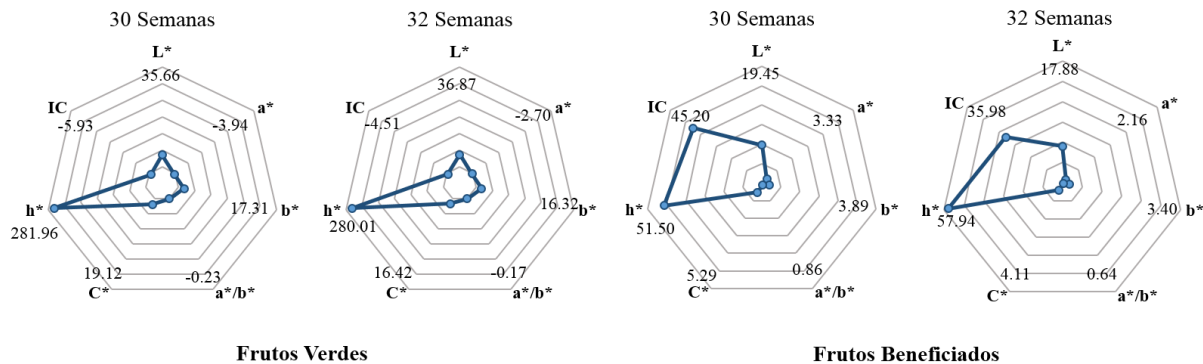 30 Semanas
L*
35.66
a*
-3.94
b*
17.31
a*/b*
-0.23
C*
19.12
h*
281.96
IC
-5.93
32 Semanas
L*
36.87
a*
-2.70
b*
16.32
a*/b*
-0.17
C*
16.42
h*
280.01
IC
-4.51
Frutos Verdes
30 Semanas
L*
19.45
a*
3.33
b*
3.89
a*/b*
0.86
C*
5.29
h*
51.50
IC
45.20
32 Semanas
L*
17.88
a*
2.16
b*
3.40
a*/b*
0.64
C*
4.11
h*
57.94
IC
35.98
Frutos Beneficiados